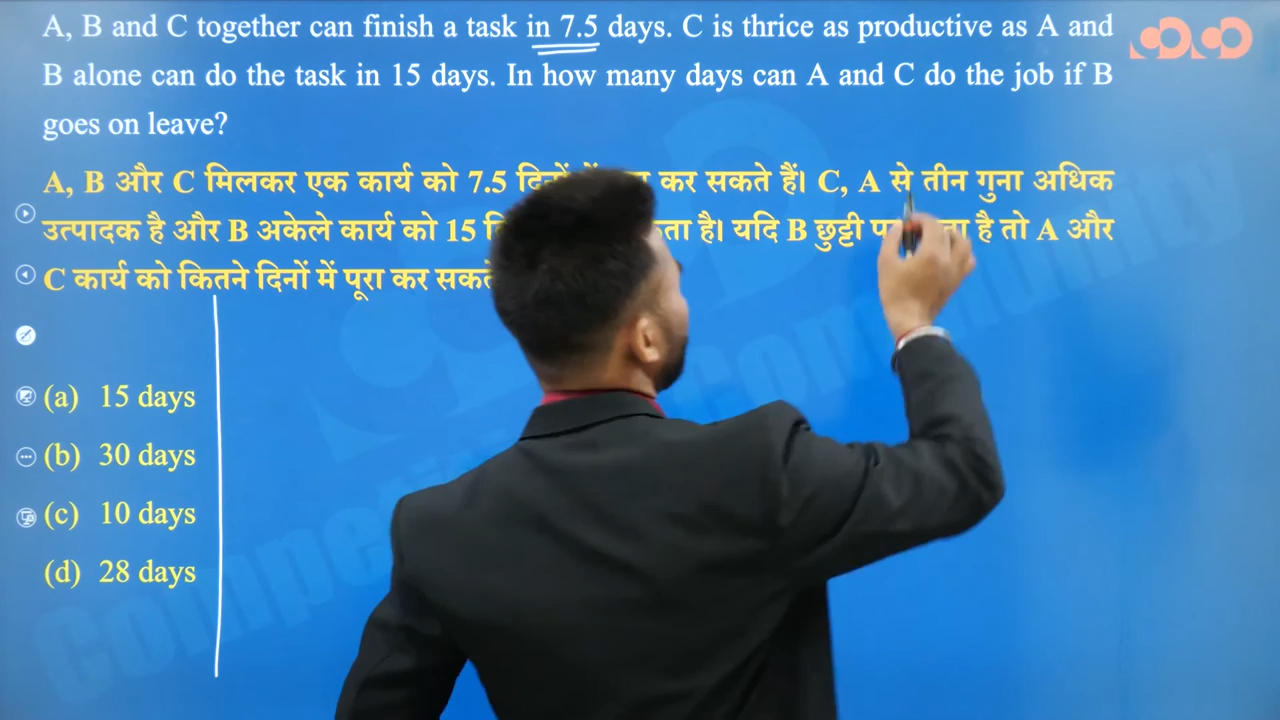 A, B and C together can finish a task in 7.5 days. C is thrice as productive as A and
B alone can do the task in 15 days. In how many days can A and C do the job if B
goes on leave?
A, B और C मिलकर एक कार्य को 7.5 कर सकते हैं। C, A से तीन गुना अधिक
उत्पादक है और B अकेले कार्य को 15 है। यदि B छुट्टी है तो A और
C कार्य को कितने दिनों में पूरा कर
(a) 15 days
(b) 30 days
(c) 10 days
(d) 28 days
Community